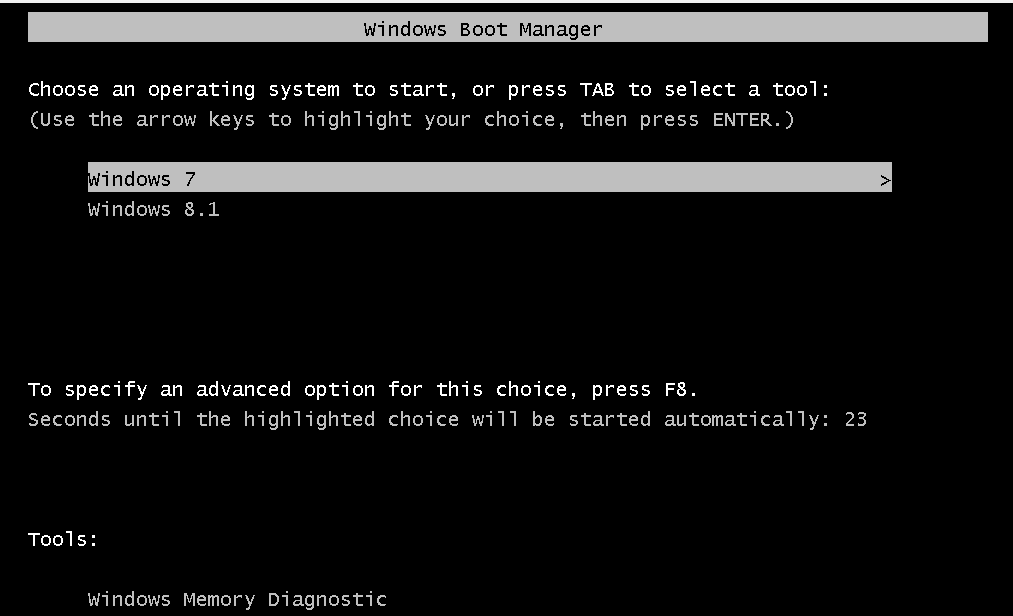 Windows Boot Manager
Choose an operating system to start, or press TAB to select a tool:
(Use the arrow keys to highlight your choice, then press ENTER.)
Windows 7 >
Windows 8.1
To specify an advanced option for this choice, press F8.
Seconds until the highlighted choice will be started automatically: 23
Tools:
Windows Memory Diagnostic